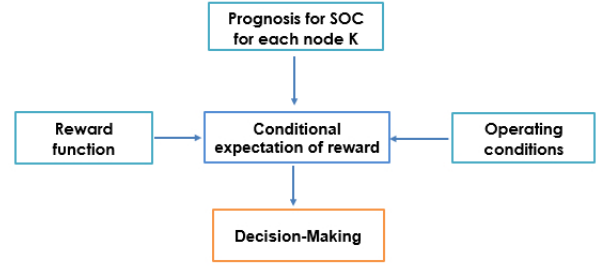 Prognosis for SOC
for each node K
Reward
function
Conditional
expectation of reward
Operating
conditions
Decision-Making